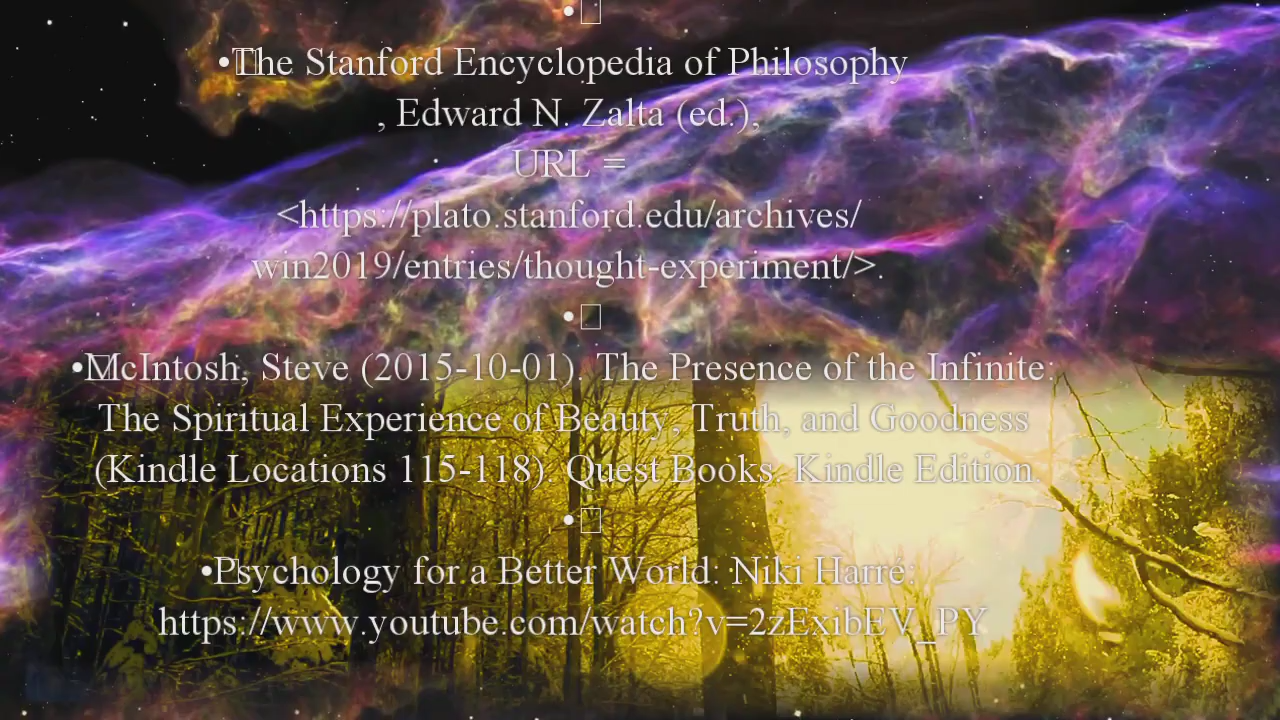 •
•The Stanford Encyclopedia of Philosophy
, Edward N. Zalta (ed.),
URL =
<https://plato.stanford.edu/archives/
win2019/entries/thought-experiment/>.
•
•McIntosh, Steve (2015-10-01). The Presence of the Infinite:
The Spiritual Experience of Beauty, Truth, and Goodness
(Kindle Locations 115-118). Quest Books. Kindle Edition.
•
•Psychology for a Better World: Niki Harré:
https://www.youtube.com/watch?v=2zExibEV_PY